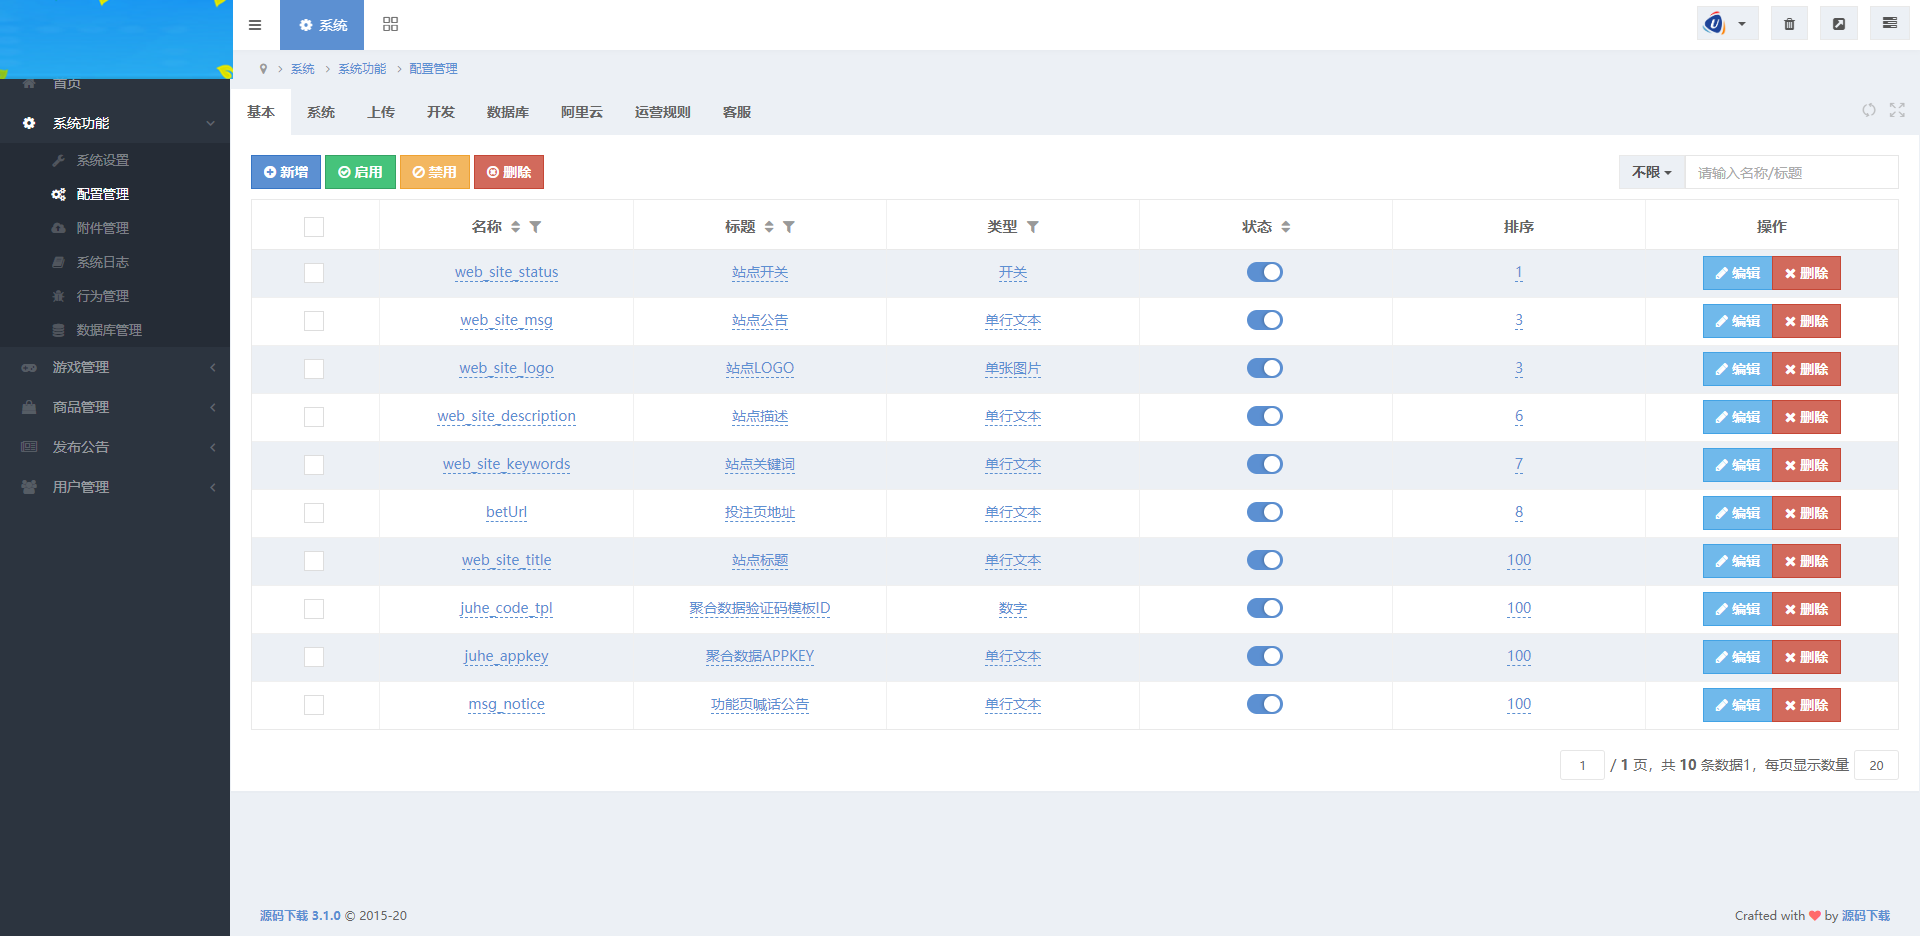 系统
系统 系统功能 配置管理
首页
系统功能
系统设置
配置管理
附件管理
系统日志
行为管理
数据库管理
游戏管理
商品管理
发布公告
用户管理
基本 系统 上传 开发 数据库 阿里云 运营规则 客服
新增 启用 禁用 删除 不限 请输入名称/标题
名称 标题 类型 状态 排序 操作
web_site_status 站点开关 开关 1 编辑 删除
web_site_msg 站点公告 单行文本 3 编辑 删除
web_site_logo 站点LOGO 单张图片 3 编辑 删除
web_site_description 站点描述 单行文本 6 编辑 删除
web_site_keywords 站点关键词 单行文本 7 编辑 删除
betUrl 投注页地址 单行文本 8 编辑 删除
web_site_title 站点标题 单行文本 100 编辑 删除
juhe_code_tpl 聚合数据验证码模板ID 数字 100 编辑 删除
juhe_appkey 聚合数据APPKEY 单行文本 100 编辑 删除
msg_notice 功能页喊话公告 单行文本 100 编辑 删除
1 / 1 页，共 10 条数据1，每页显示数量 20
源码下载 3.1.0 © 2015-20
Crafted with ❤ by 源码下载